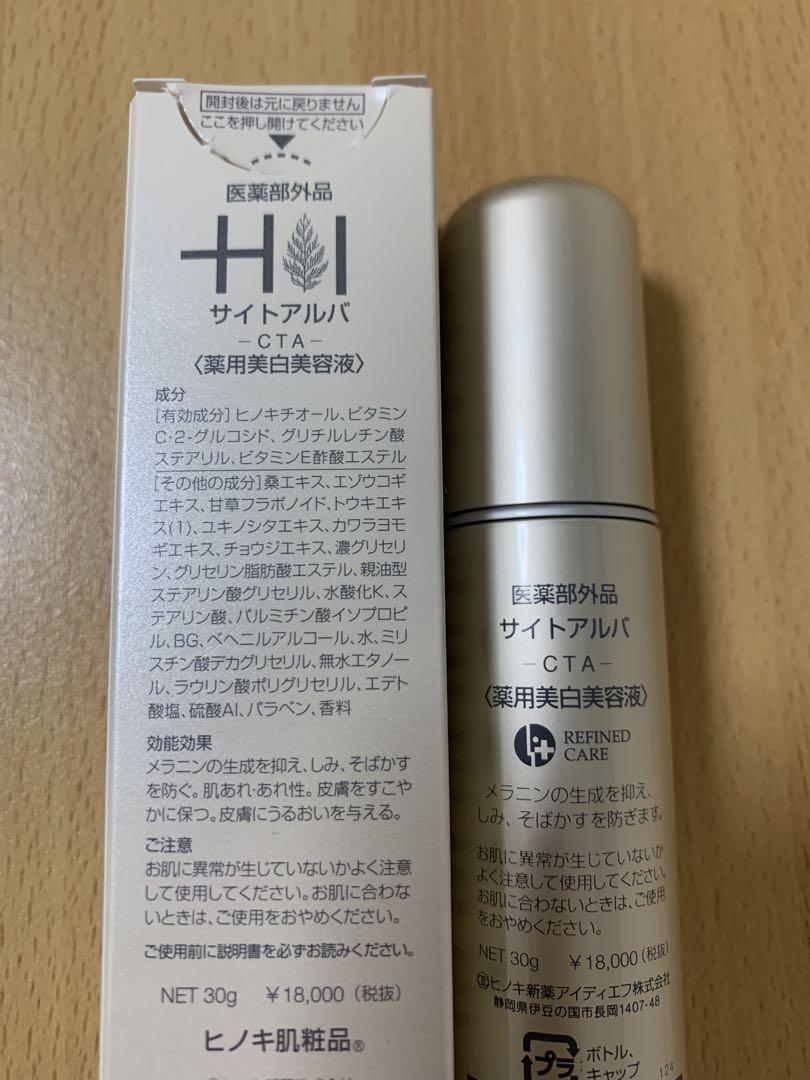 開封後は元に戻りません
ここを押し開けてください
医薬部外品
HI
サイトアルバ
－CTA－
〈薬用美白美容液〉
成分
[有効成分]ヒノキチオール、ビタミン
C・2-グルコシド、グリチルレチン酸
ステアリル、ビタミンE酢酸エステル
[その他の成分]桑エキス、エゾウコギ
エキス、甘草フラボノイド、トウキエキ
ス(1)、ユキノシタエキス、カワラヨモ
ギエキス、チョウジエキス、濃グリセリ
ン、グリセリン脂肪酸エステル、親油型
ステアリン酸グリセリル、水酸化K、ス
テアリン酸、パルミチン酸イソプロピ
ル、BG、ベヘニルアルコール、水、ミリ
スチン酸デカグリセリル、無水エタノー
ル、ラウリン酸ポリグリセリル、エデト
酸塩、硫酸Al、パラベン、香料
効能効果
メラニンの生成を抑え、しみ、そばかす
を防ぐ。肌あれ・あれ性。皮膚をすこや
かに保つ。皮膚にうるおいを与える。
ご注意
お肌に異常が生じていないかよく注意
して使用してください。お肌に合わな
いときは、ご使用をおやめください。
ご使用前に説明書を必ずお読みください。
NET 30g ￥18,000（税抜）
ヒノキ肌粧品®
医薬部外品
サイトアルバ
－CTA－
〈薬用美白美容液〉
REFINED
CARE
メラニンの生成を抑え、
しみ、そばかすを防ぎます。
お肌に異常が生じていないか
よく注意して使用してください。
お肌に合わないときは、ご使用
をおやめください。
NET 30g ￥18,000（税抜）
ヒノキ新薬アイディエフ株式会社
静岡県伊豆の国市長岡1407-48
プラ
ボトル、
キャップ
124